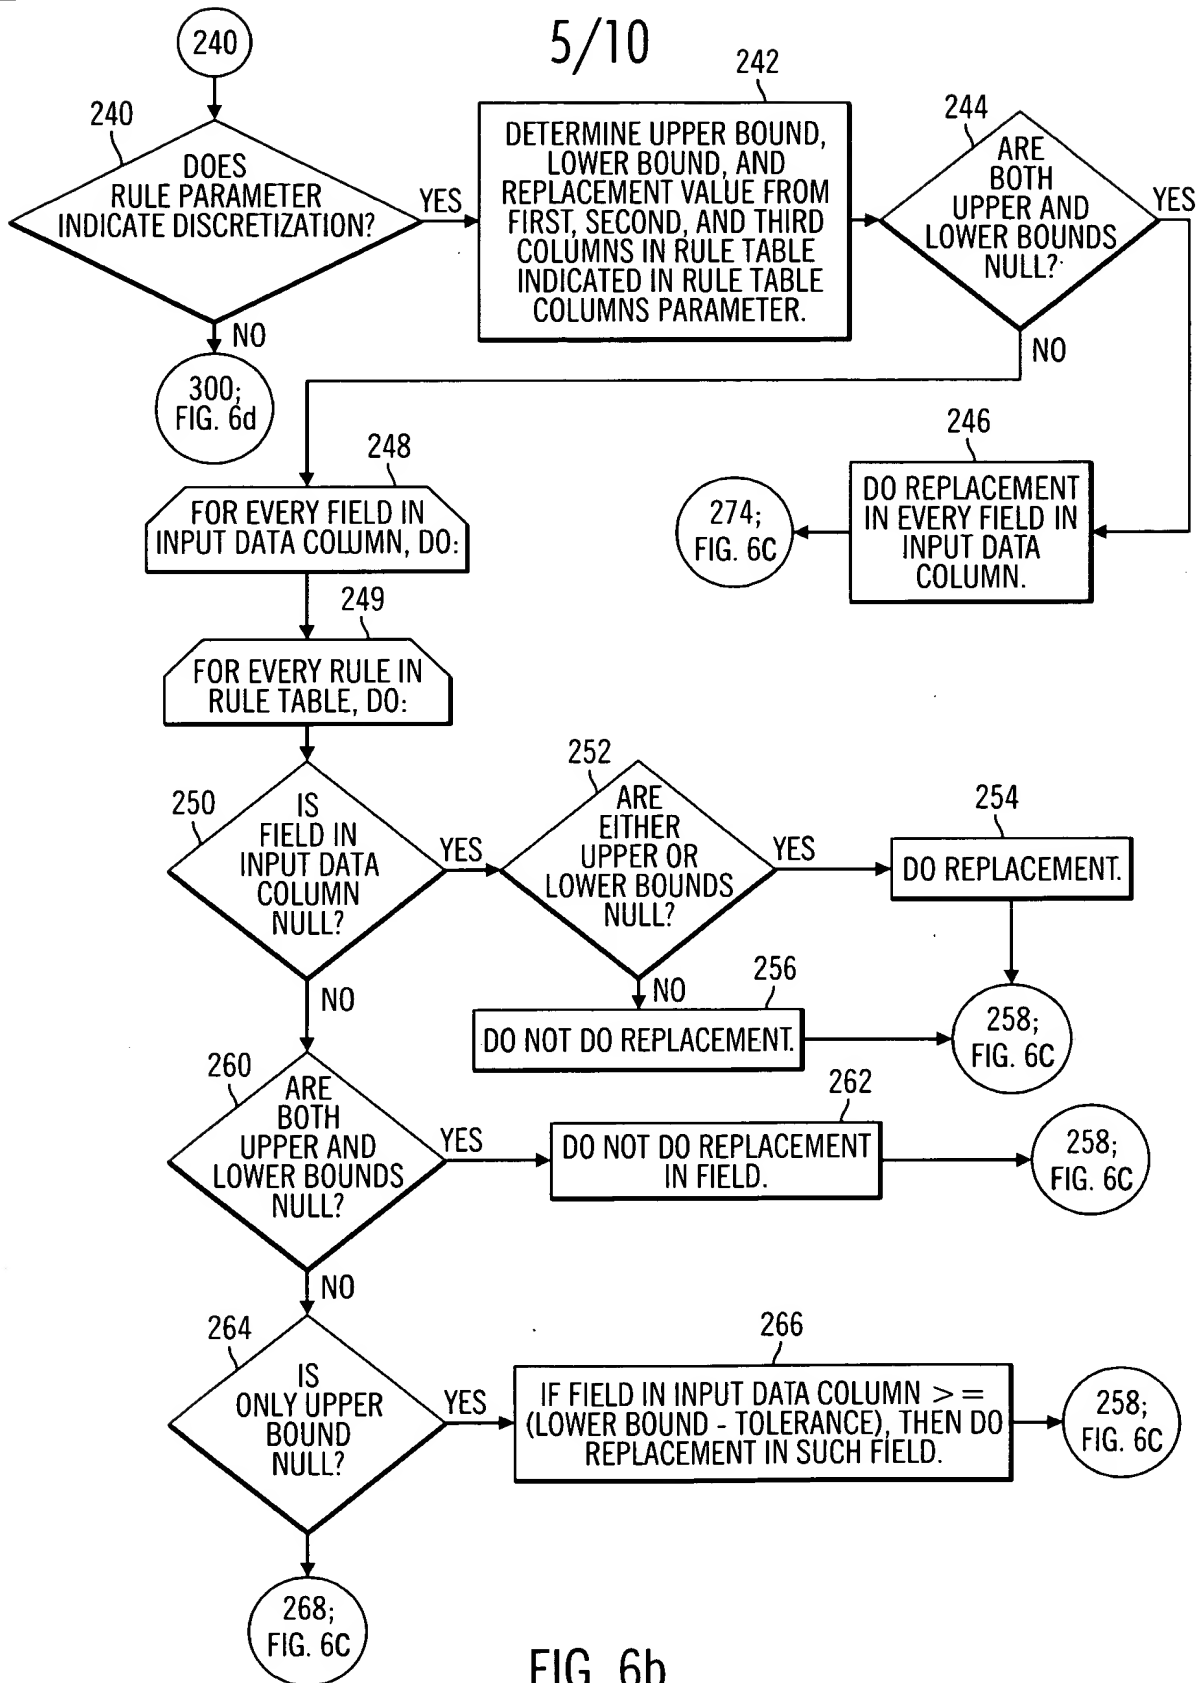 240
5/10
240
DOES
RULE PARAMETER
INDICATE DISCRETIZATION?
YES
NO
300;
FIG. 6d
242
DETERMINE UPPER BOUND,
LOWER BOUND, AND
REPLACEMENT VALUE FROM
FIRST, SECOND, AND THIRD
COLUMNS IN RULE TABLE
INDICATED IN RULE TABLE
COLUMNS PARAMETER.
244
ARE
BOTH
UPPER AND
LOWER BOUNDS
NULL?
YES
NO
246
DO REPLACEMENT
IN EVERY FIELD IN
INPUT DATA
COLUMN.
274;
FIG. 6C
248
FOR EVERY FIELD IN
INPUT DATA COLUMN, DO:
249
FOR EVERY RULE IN
RULE TABLE, DO:
250
IS
FIELD IN
INPUT DATA
COLUMN
NULL?
YES
NO
252
ARE
EITHER
UPPER OR
LOWER BOUNDS
NULL?
YES
NO
254
DO REPLACEMENT.
256
DO NOT DO REPLACEMENT.
258;
FIG. 6C
260
ARE
BOTH
UPPER AND
LOWER BOUNDS
NULL?
YES
NO
262
DO NOT DO REPLACEMENT
IN FIELD.
258;
FIG. 6C
264
IS
ONLY UPPER
BOUND
NULL?
YES
266
IF FIELD IN INPUT DATA COLUMN > =
(LOWER BOUND - TOLERANCE), THEN DO
REPLACEMENT IN SUCH FIELD.
258;
FIG. 6C
268;
FIG. 6C
FIG. 6b